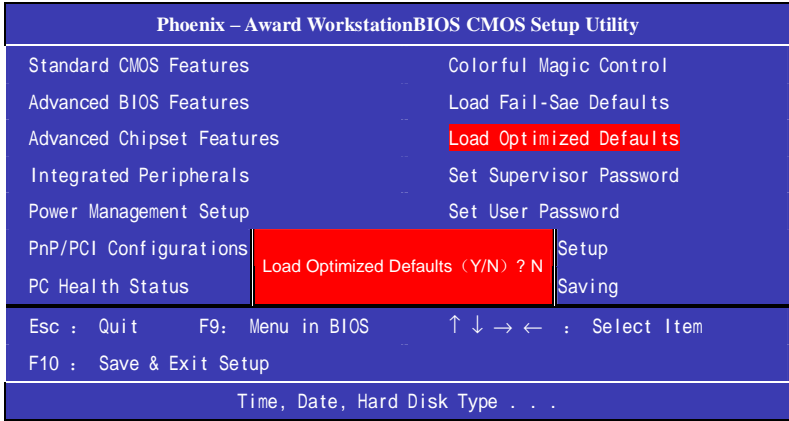 Phoenix – Award WorkstationBIOS CMOS Setup Utility
Standard CMOS Features
Colorful Magic Control
Advanced BIOS Features
Load Fail-Sae Defaults
Advanced Chipset Features
Load Optimized Defaults
Integrated Peripherals
Set Supervisor Password
Power Management Setup
Set User Password
PnP/PCI Configurations
Setup
Load Optimized Defaults（Y/N）? N
PC Health Status
Saving
Esc： Quit F9： Menu in BIOS ↑ ↓ → ← ： Select Item
F10： Save & Exit Setup
Time, Date, Hard Disk Type . . .